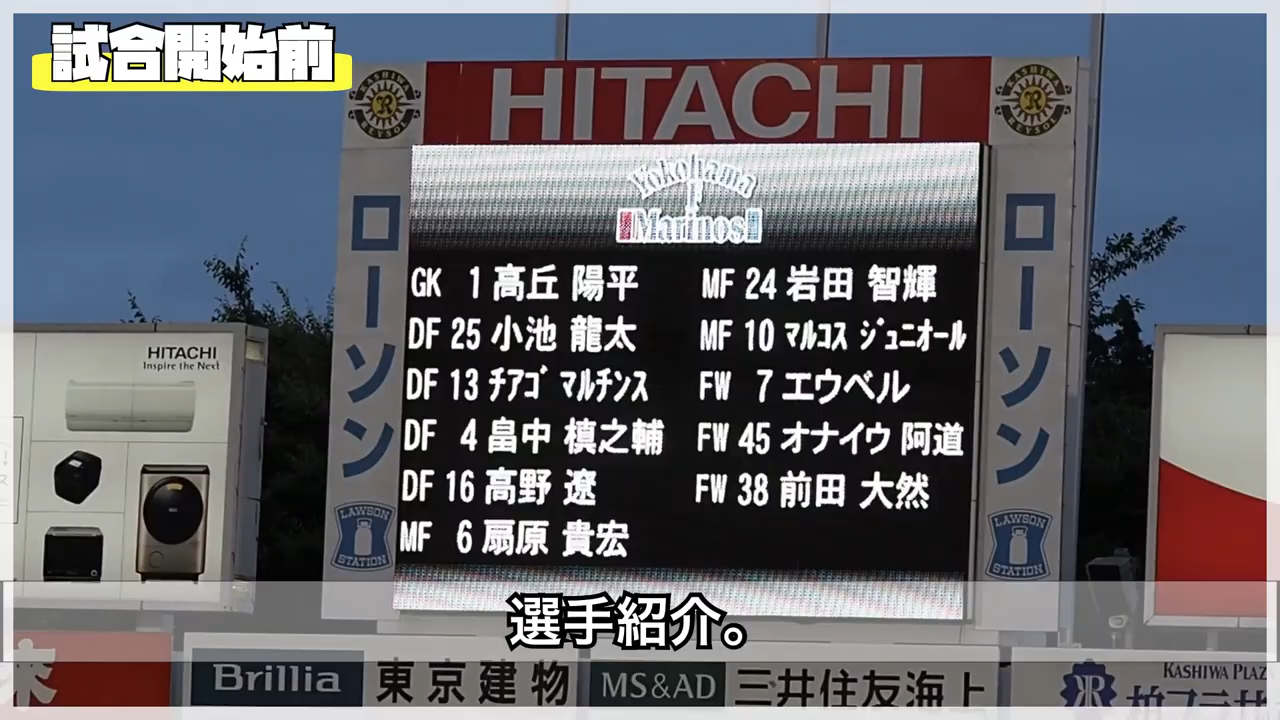 試合開始前
KASHIWA REYSOL
HITACHI
KASHIWA REYSOL
Yokohama
F
Marinos
ローソン
ローソン
GK 1 高丘 陽平
DF 25 小池 龍太
DF 13 ﾁｱｺﾞ ﾏﾙﾁﾝｽ
DF 4 畠中 槙之輔
DF 16 高野 遼
MF 6 扇原 貴宏
MF 24 岩田 智輝
MF 10 ﾏﾙｺｽ ｼﾞｭﾆｵｰﾙ
FW 7 エウベル
FW 45 オナイウ 阿道
FW 38 前田 大然
HITACHI
Inspire the Next
LAWSON
STATION
LAWSON
STATION
選手紹介。
Brillia 東京建物
MS&AD 三井住友海上
KASHIWA PLAZ